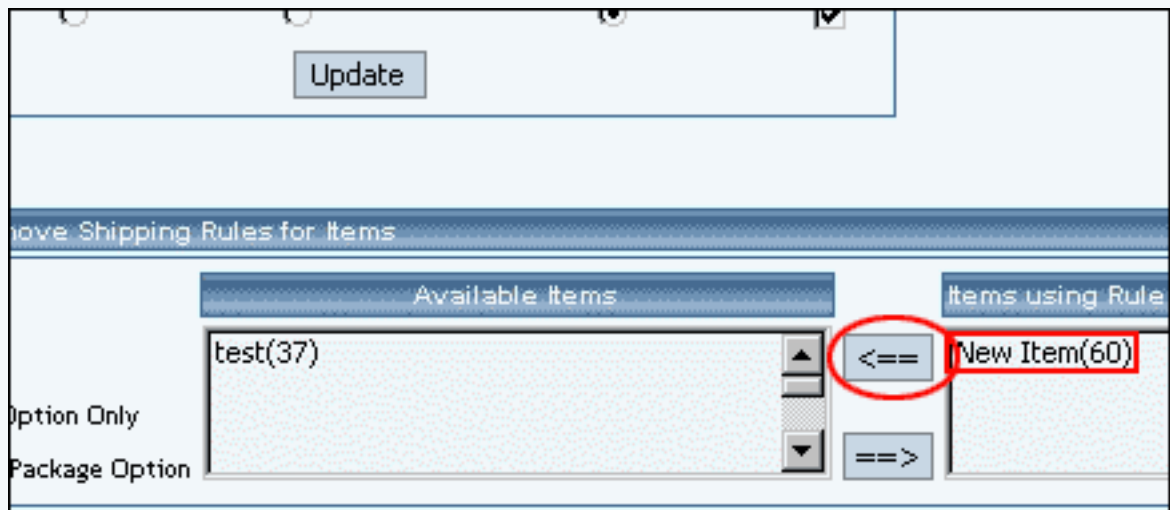 Update
move Shipping Rules for Items
Available Items
Items using Rule
test(37)
<==
New Item(60)
Option Only
==>
Package Option